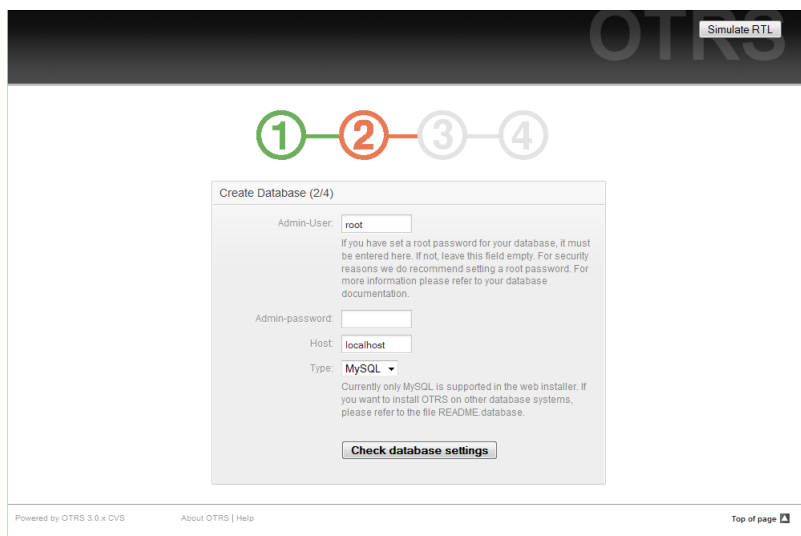 OTRS
Simulate RTL
1 2 3 4
Create Database (2/4)
Admin-User: root
If you have set a root password for your database, it must
be entered here. If not, leave this field empty. For security
reasons we do recommend setting a root password. For
more information please refer to your database
documentation.
Admin-password:
Host: localhost
Type: MySQL
Currently only MySQL is supported in the web installer. If
you want to install OTRS on other database systems,
please refer to the file README.database.
Check database settings
Powered by OTRS 3.0.x CVS About OTRS | Help Top of page